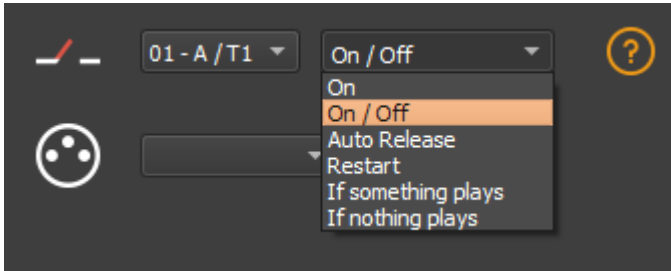 01 - A / T1
On / Off
?
On
On / Off
Auto Release
Restart
If something plays
If nothing plays